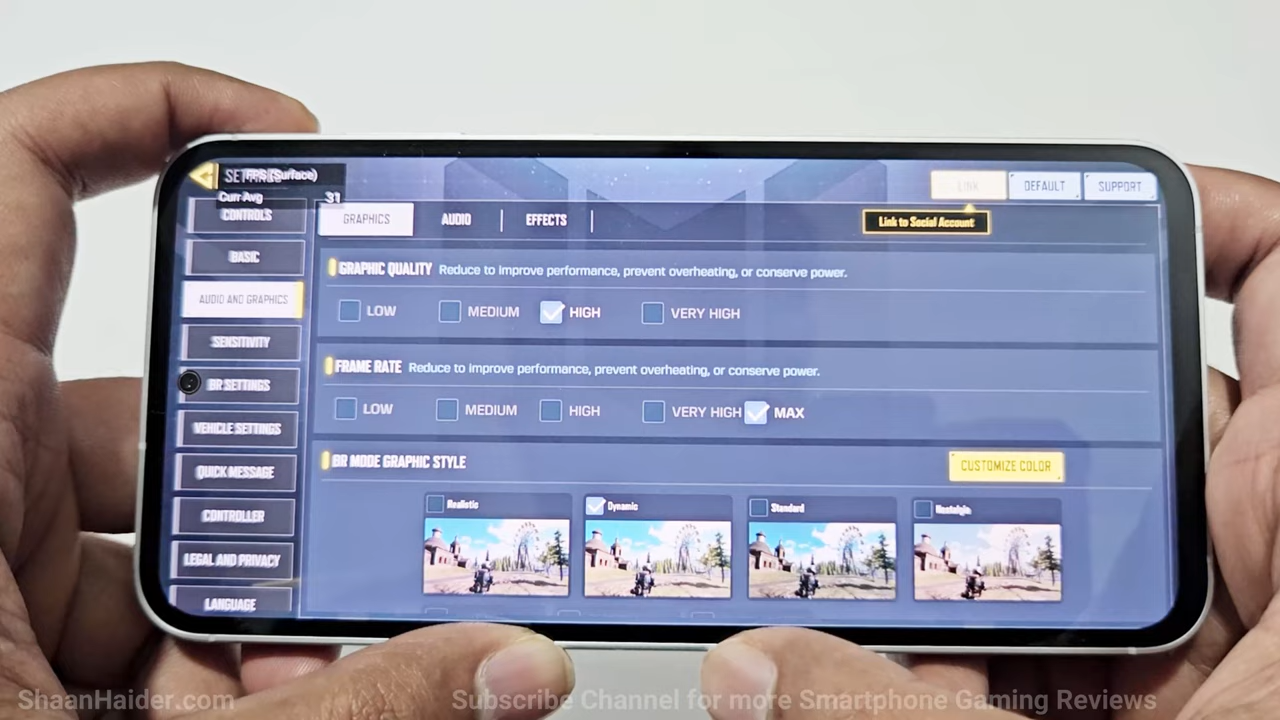 SETTINGS
FPS (Surface)
Curr Avg 31
LINK
DEFAULT
SUPPORT
Link to Social Account
CONTROLS
BASIC
AUDIO AND GRAPHICS
SENSITIVITY
BR SETTINGS
VEHICLE SETTINGS
QUICK MESSAGE
CONTROLLER
LEGAL AND PRIVACY
LANGUAGE
GRAPHICS
AUDIO
EFFECTS
GRAPHIC QUALITY Reduce to improve performance, prevent overheating, or conserve power.
LOW MEDIUM HIGH VERY HIGH
FRAME RATE Reduce to improve performance, prevent overheating, or conserve power.
LOW MEDIUM HIGH VERY HIGH MAX
BR MODE GRAPHIC STYLE
CUSTOMIZE COLOR
Realistic Dynamic Standard Nostalgia
ShaanHaider.com
Subscribe Channel for more Smartphone Gaming Reviews